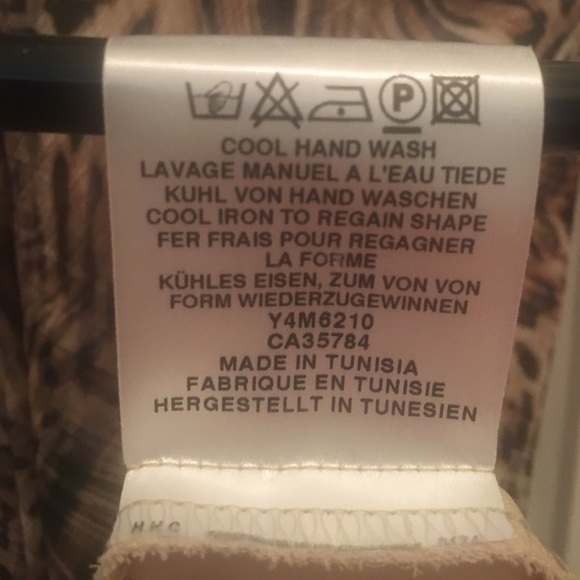 P
COOL HAND WASH
LAVAGE MANUEL A L'EAU TIEDE
KUHL VON HAND WASCHEN
COOL IRON TO REGAIN SHAPE
FER FRAIS POUR REGAGNER
LA FORME
KÜHLES EISEN, ZUM VON VON
FORM WIEDERZUGEWINNEN
Y4M6210
CA35784
MADE IN TUNISIA
FABRIQUE EN TUNISIE
HERGESTELLT IN TUNESIEN